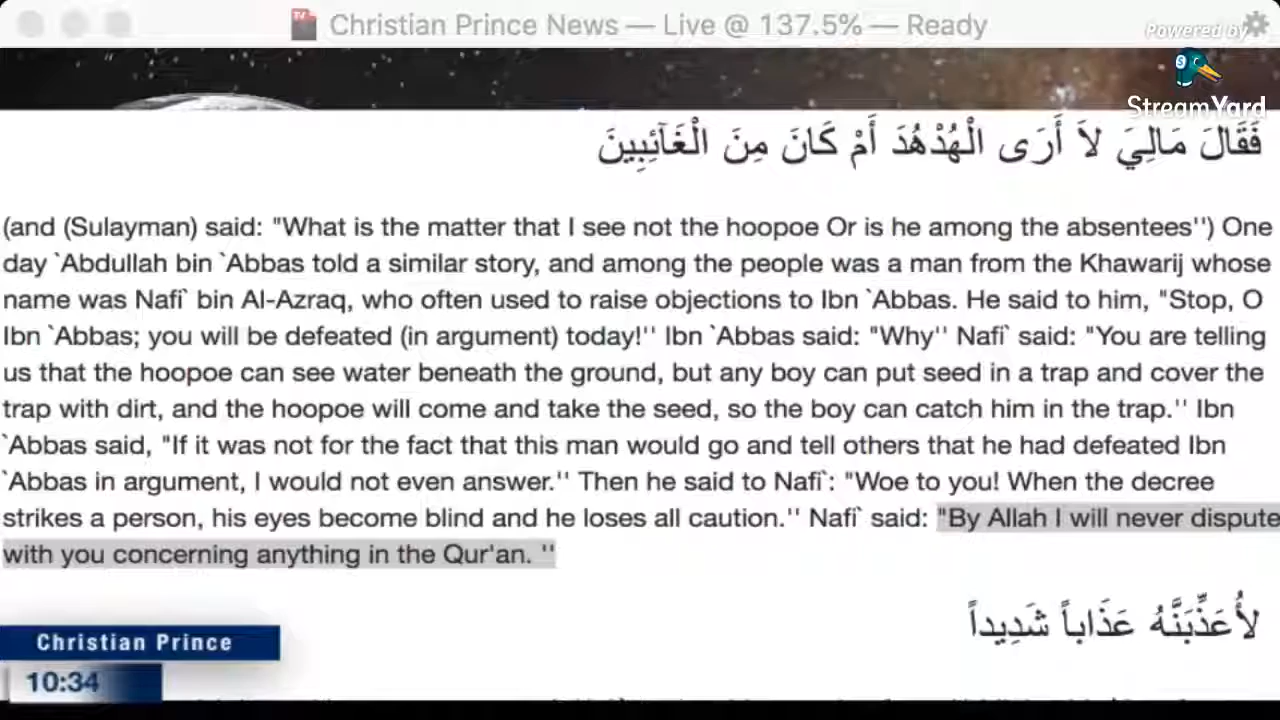 Christian Prince News — Live @ 137.5% — Ready
Powered by
StreamYard
فَقَالَ مَالِيَ لاَ أَرَى الْهُدْهُدَ أَمْ كَانَ مِنَ الْغَآئِبِينَ
(and (Sulayman) said: "What is the matter that I see not the hoopoe Or is he among the absentees'') One
day `Abdullah bin `Abbas told a similar story, and among the people was a man from the Khawarij whose
name was Nafi` bin Al-Azraq, who often used to raise objections to Ibn `Abbas. He said to him, "Stop, O
Ibn `Abbas; you will be defeated (in argument) today!'' Ibn `Abbas said: "Why'' Nafi` said: "You are telling
us that the hoopoe can see water beneath the ground, but any boy can put seed in a trap and cover the
trap with dirt, and the hoopoe will come and take the seed, so the boy can catch him in the trap.'' Ibn
`Abbas said, "If it was not for the fact that this man would go and tell others that he had defeated Ibn
`Abbas in argument, I would not even answer.'' Then he said to Nafi`: "Woe to you! When the decree
strikes a person, his eyes become blind and he loses all caution.'' Nafi` said: "By Allah I will never dispute
with you concerning anything in the Qur'an. ''
لأُعَذِّبَنَّهُ عَذَاباً شَدِيداً
Christian Prince
10:34